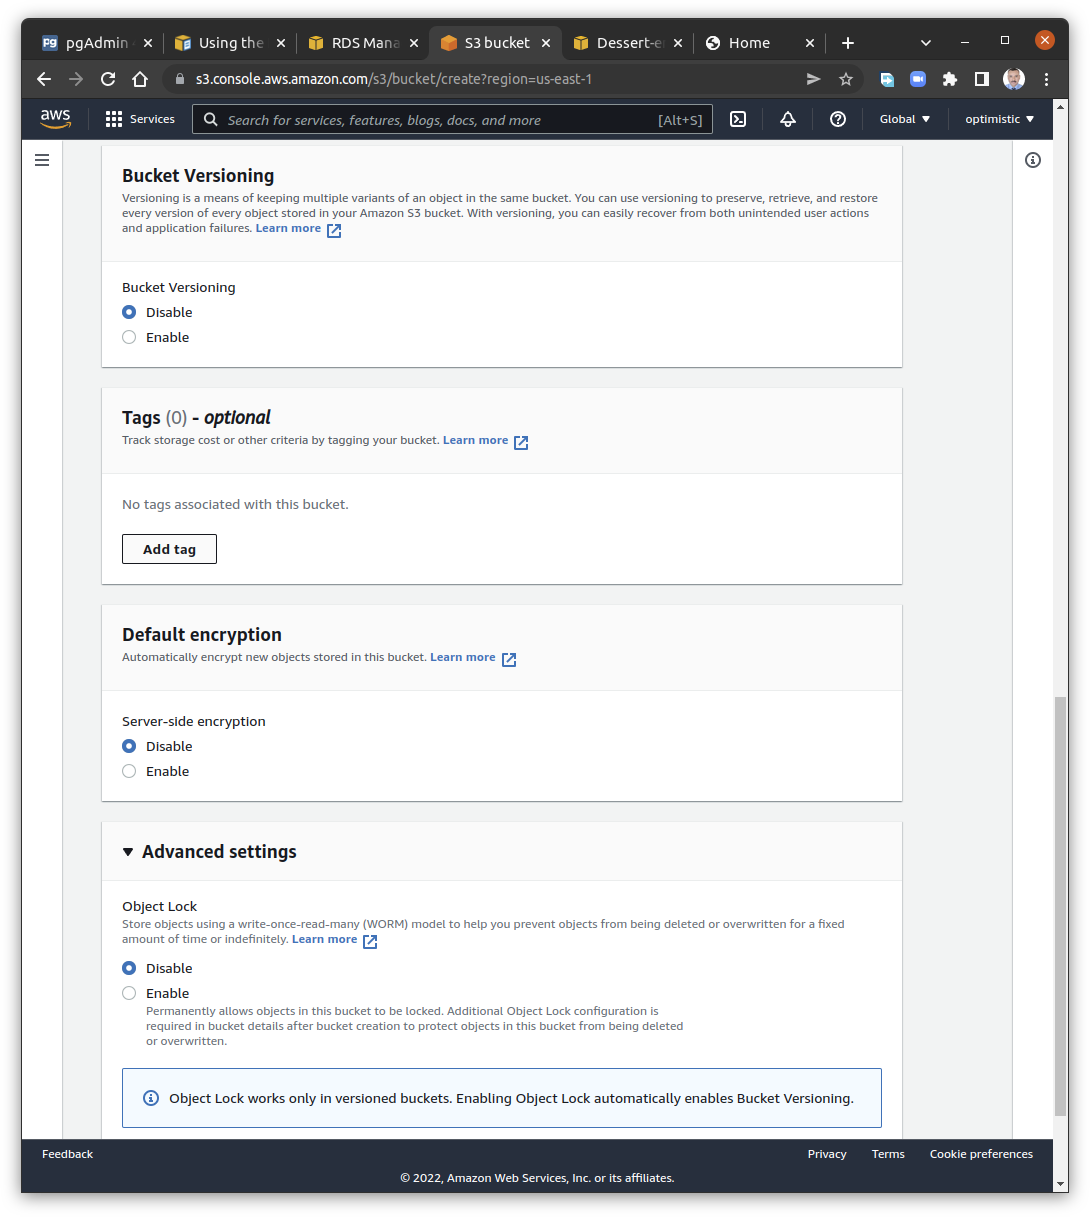 pg pgAdmin
Using the
RDS Mana
S3 bucket
Dessert-e
Home
s3.console.aws.amazon.com/s3/bucket/create?region=us-east-1
aws
Services
Search for services, features, blogs, docs, and more [Alt+S]
Global
optimistic
Bucket Versioning
Versioning is a means of keeping multiple variants of an object in the same bucket. You can use versioning to preserve, retrieve, and restore
every version of every object stored in your Amazon S3 bucket. With versioning, you can easily recover from both unintended user actions
and application failures. Learn more
Bucket Versioning
Disable
Enable
Tags (0) - optional
Track storage cost or other criteria by tagging your bucket. Learn more
No tags associated with this bucket.
Add tag
Default encryption
Automatically encrypt new objects stored in this bucket. Learn more
Server-side encryption
Disable
Enable
Advanced settings
Object Lock
Store objects using a write-once-read-many (WORM) model to help you prevent objects from being deleted or overwritten for a fixed
amount of time or indefinitely. Learn more
Disable
Enable
Permanently allows objects in this bucket to be locked. Additional Object Lock configuration is
required in bucket details after bucket creation to protect objects in this bucket from being deleted
or overwritten.
Object Lock works only in versioned buckets. Enabling Object Lock automatically enables Bucket Versioning.
Feedback
Privacy
Terms
Cookie preferences
© 2022, Amazon Web Services, Inc. or its affiliates.